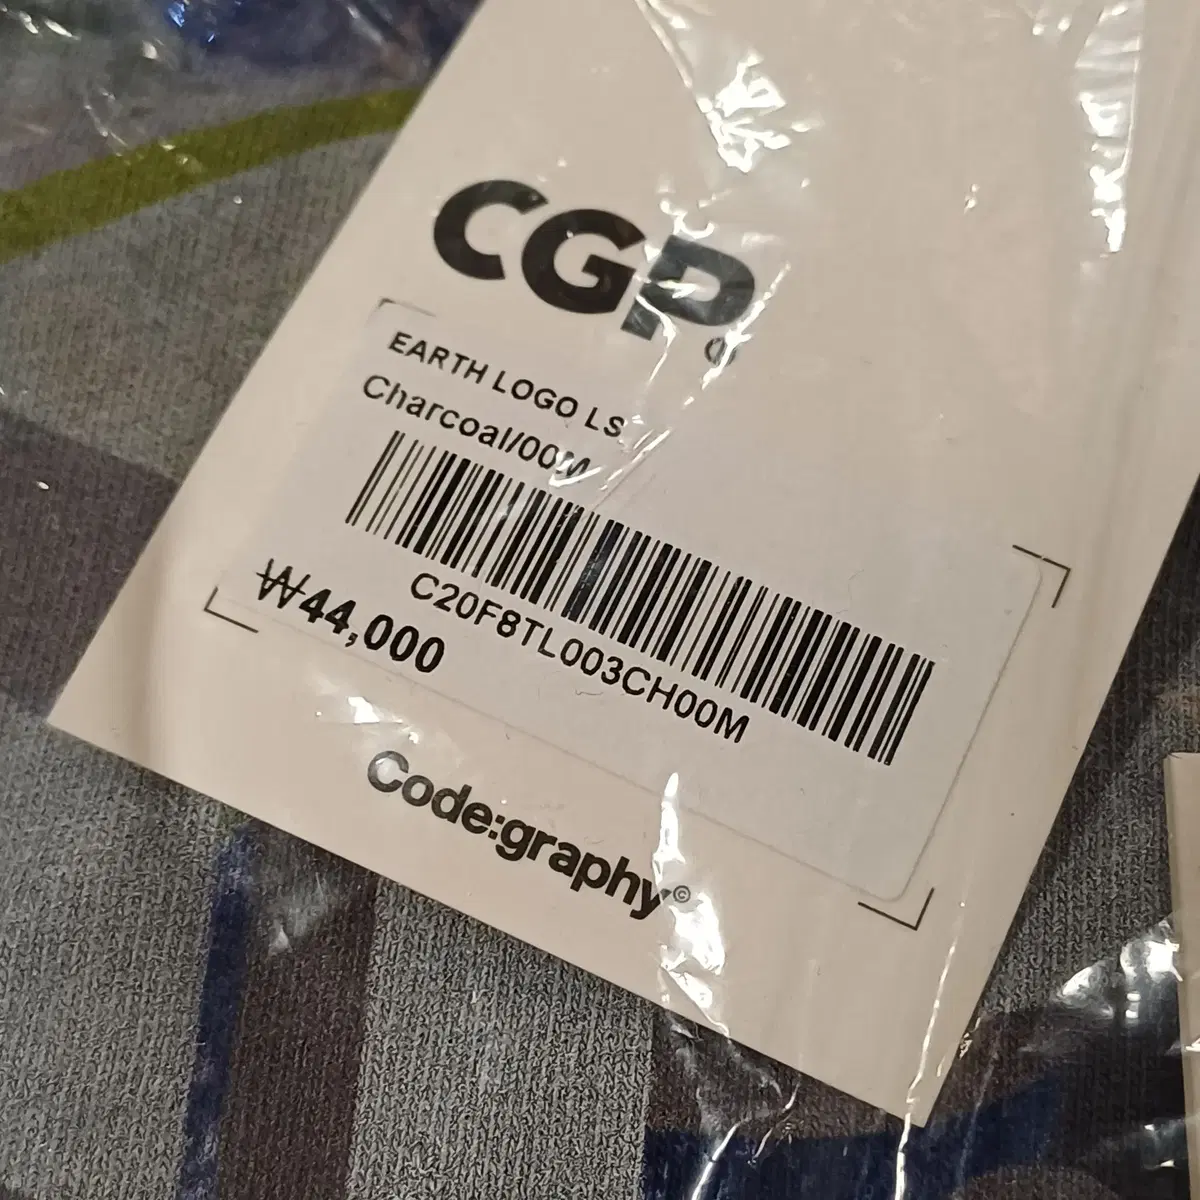 CGP
EARTH LOGO LS
Charcoal/00M
C20F8TL003CH00M
₩44,000
Code:graphy©